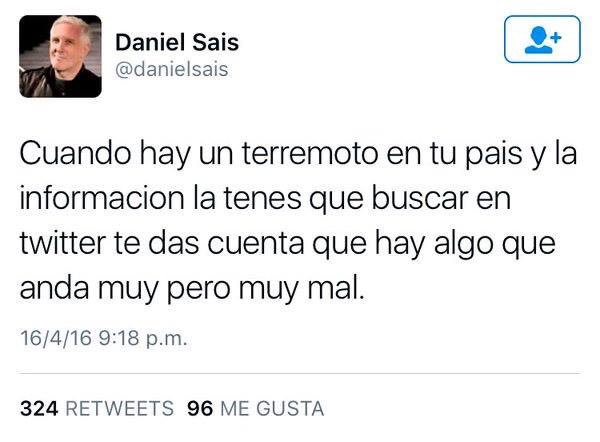 Daniel Sais
@danielsais
Cuando hay un terremoto en tu pais y la
informacion la tenes que buscar en
twitter te das cuenta que hay algo que
anda muy pero muy mal.
16/4/16 9:18 p.m.
324 RETWEETS 96 ME GUSTA